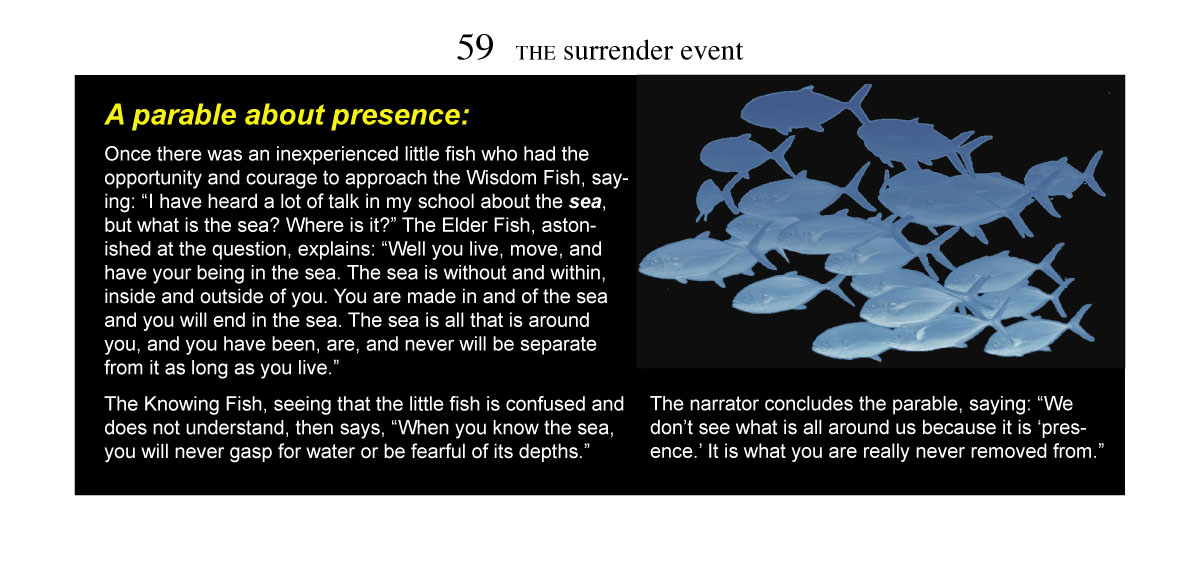 59 THE surrender event
A parable about presence:
Once there was an inexperienced little fish who had the
opportunity and courage to approach the Wisdom Fish, say-
ing: “I have heard a lot of talk in my school about the sea,
but what is the sea? Where is it?” The Elder Fish, aston-
ished at the question, explains: “Well you live, move, and
have your being in the sea. The sea is without and within,
inside and outside of you. You are made in and of the sea
and you will end in the sea. The sea is all that is around
you, and you have been, are, and never will be separate
from it as long as you live.”
The Knowing Fish, seeing that the little fish is confused and
does not understand, then says, “When you know the sea,
you will never gasp for water or be fearful of its depths.”
The narrator concludes the parable, saying: “We
don’t see what is all around us because it is ‘pres-
ence.’ It is what you are really never removed from.”